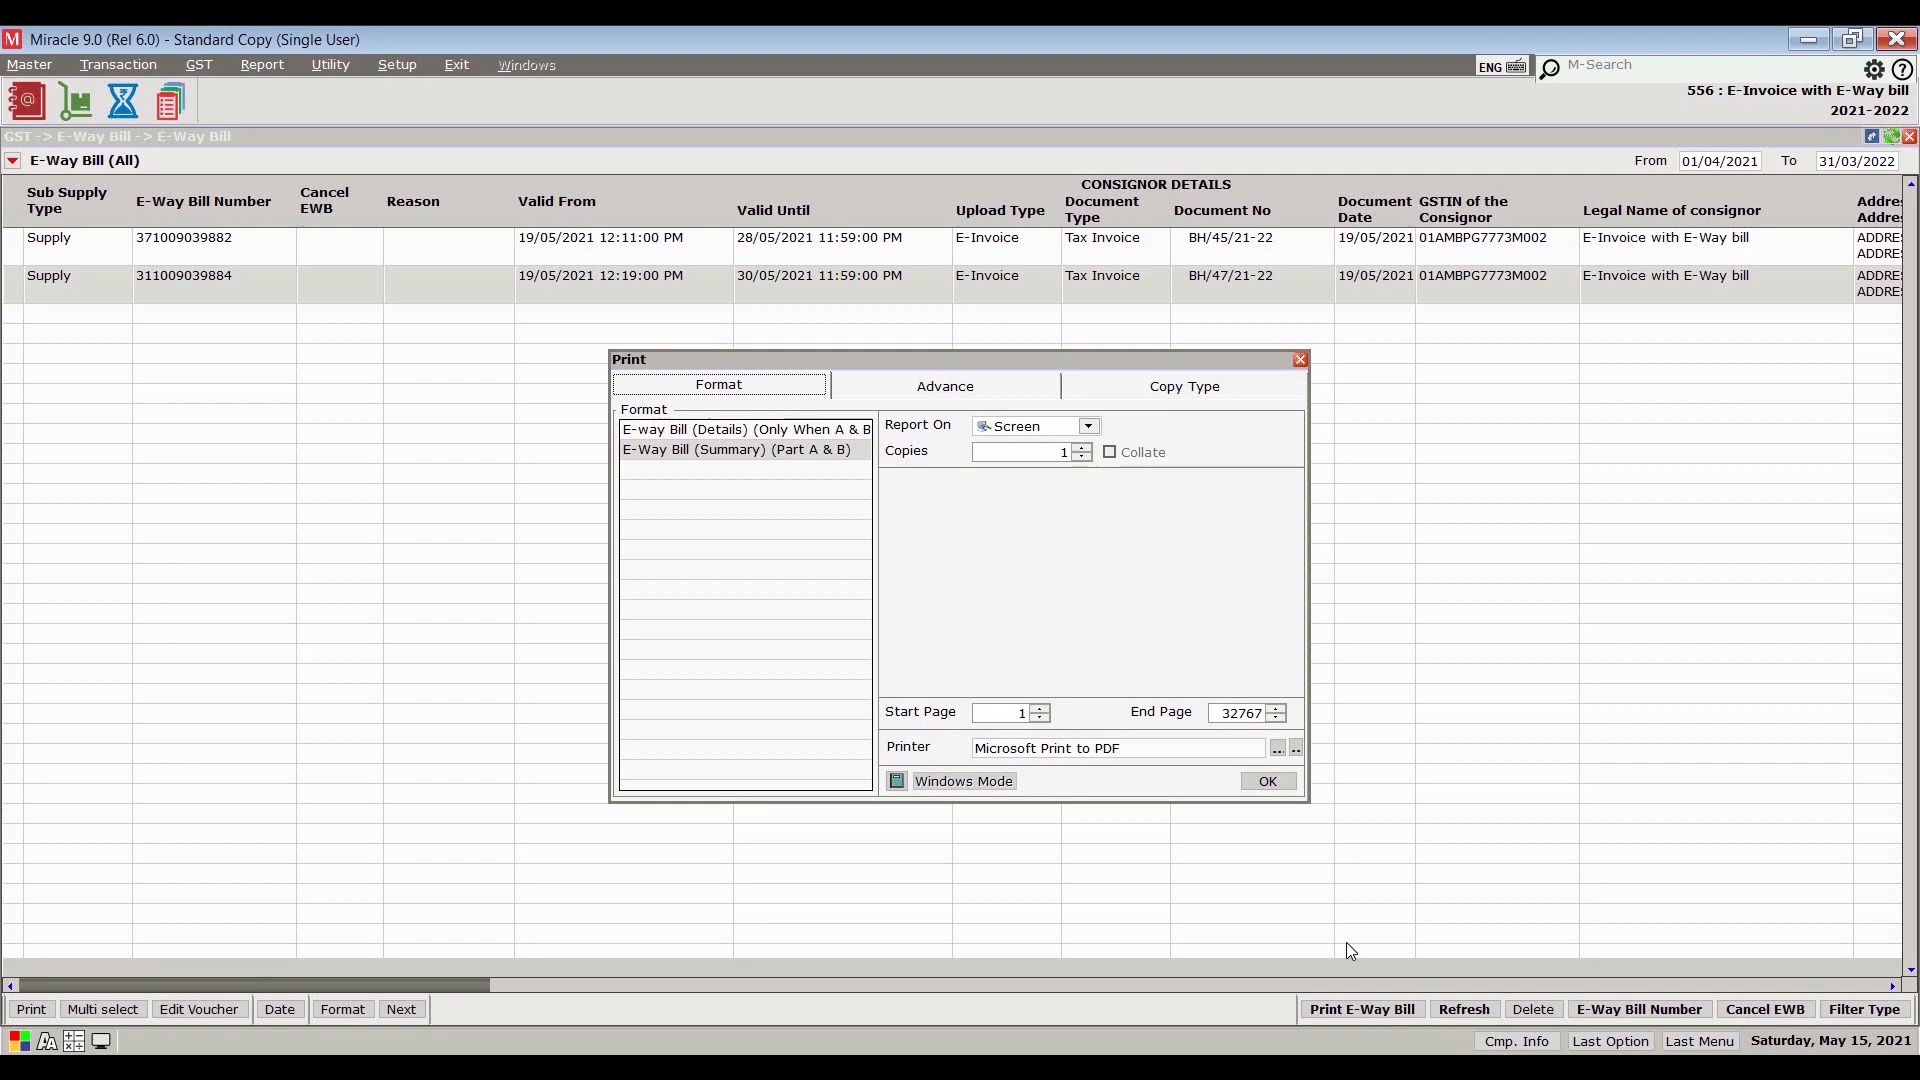 Miracle 9.0 (Rel 6.0) - Standard Copy (Single User)
Master Transaction GST Report Utility Setup Exit Windows ENG M-Search
556 : E-Invoice with E-Way bill
2021-2022
GST -> E-Way Bill -> E-Way Bill
E-Way Bill (All) From 01/04/2021 To 31/03/2022
CONSIGNOR DETAILS
Sub Supply Type E-Way Bill Number Cancel EWB Reason Valid From Valid Until Upload Type Document Type Document No Document Date GSTIN of the Consignor Legal Name of consignor Addres Addres
Supply 371009039882 19/05/2021 12:11:00 PM 28/05/2021 11:59:00 PM E-Invoice Tax Invoice BH/45/21-22 19/05/2021 01AMBPG7773M002 E-Invoice with E-Way bill ADDRES
ADDRES
Supply 311009039884 19/05/2021 12:19:00 PM 30/05/2021 11:59:00 PM E-Invoice Tax Invoice BH/47/21-22 19/05/2021 01AMBPG7773M002 E-Invoice with E-Way bill ADDRES
ADDRES
Print
Format Advance Copy Type
Format
E-way Bill (Details) (Only When A & B
E-Way Bill (Summary) (Part A & B)
Report On Screen
Copies 1 Collate
Start Page 1 End Page 32767
Printer Microsoft Print to PDF ... ..
Windows Mode OK
Print Multi select Edit Voucher Date Format Next Print E-Way Bill Refresh Delete E-Way Bill Number Cancel EWB Filter Type
Cmp. Info Last Option Last Menu Saturday, May 15, 2021